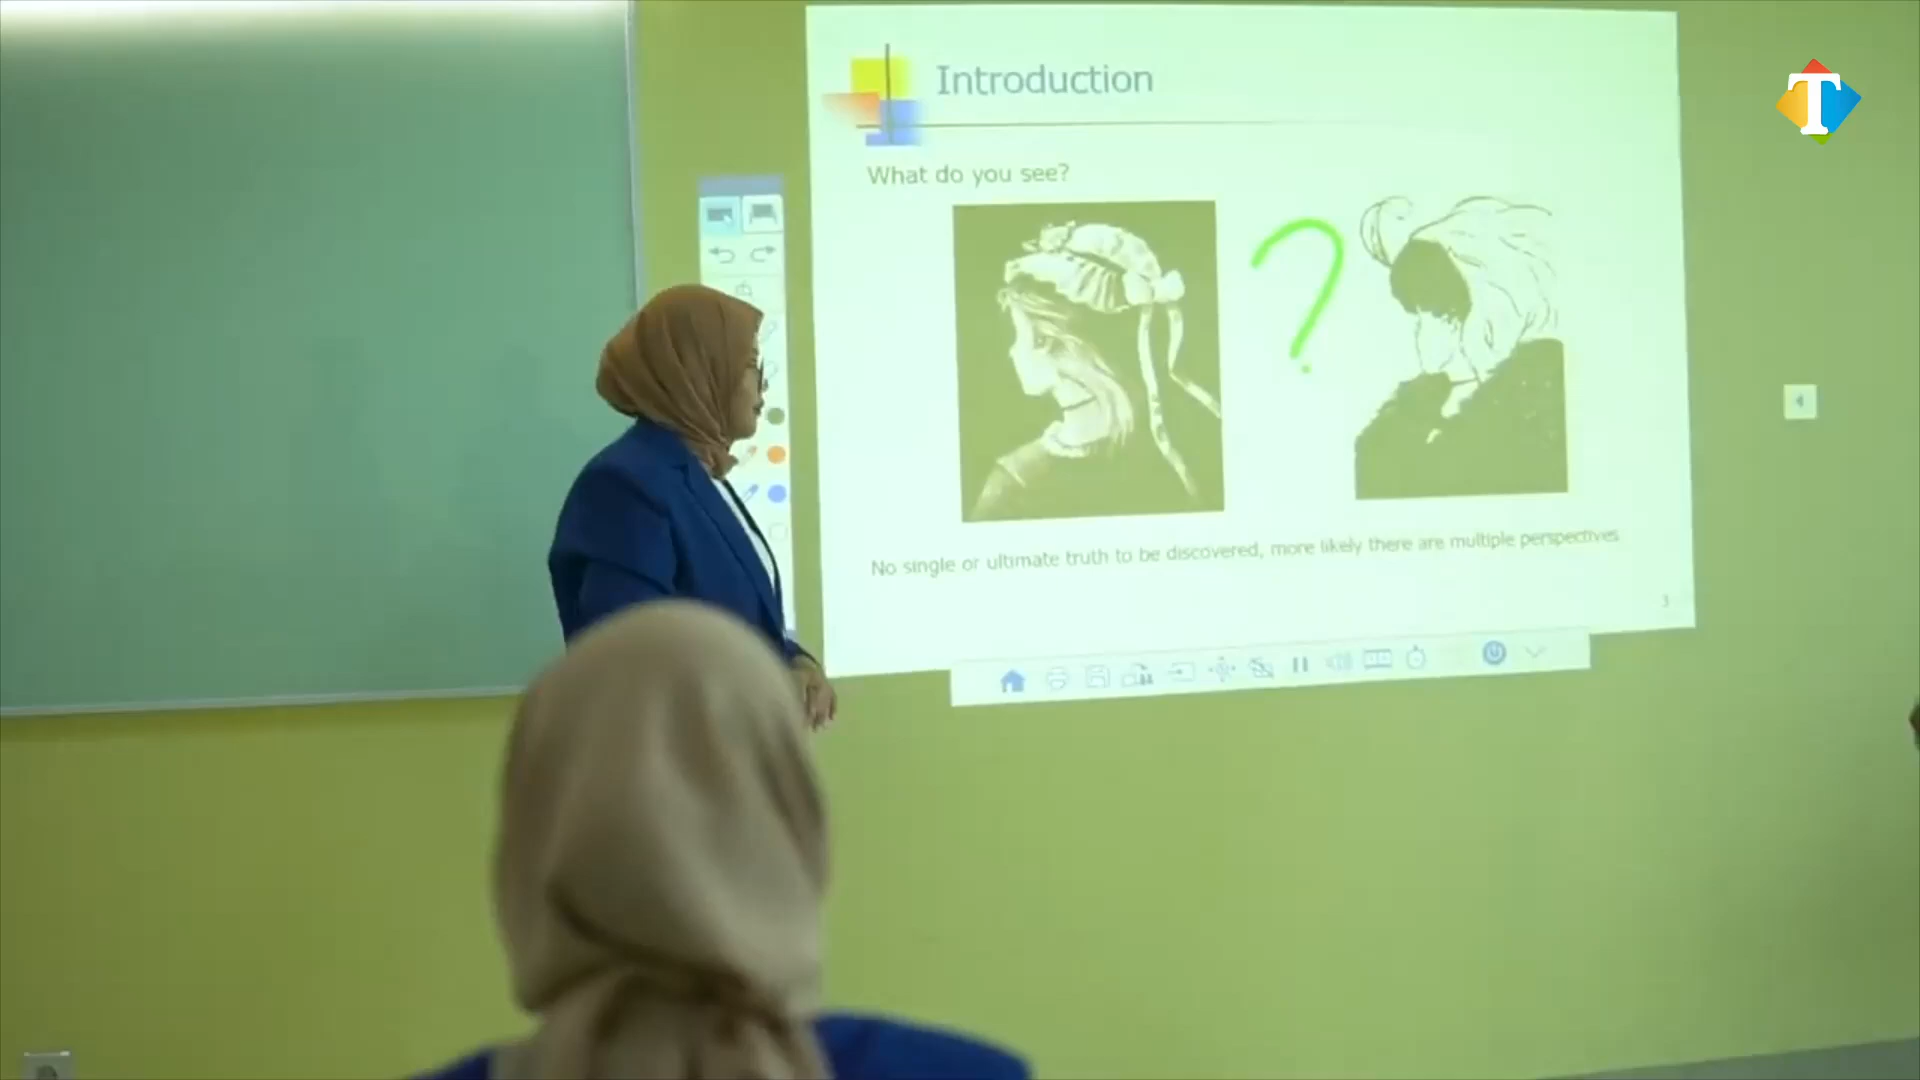 Introduction
What do you see?
?
No single or ultimate truth to be discovered, more likely there are multiple perspectives
3
T